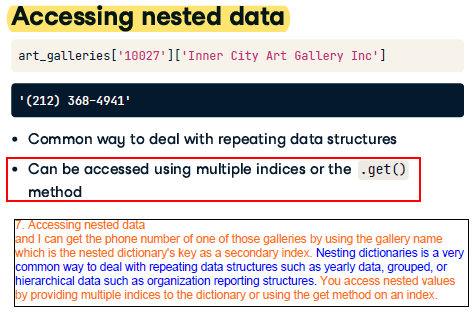 Accessing nested data
art_galleries['10027']['Inner City Art Gallery Inc']
'(212) 368-4941'
• Common way to deal with repeating data structures
• Can be accessed using multiple indices or the .get()
method
7. Accessing nested data
and I can get the phone number of one of those galleries by using the gallery name
which is the nested dictionary's key as a secondary index. Nesting dictionaries is a very
common way to deal with repeating data structures such as yearly data, grouped, or
hierarchical data such as organization reporting structures. You access nested values
by providing multiple indices to the dictionary or using the get method on an index.